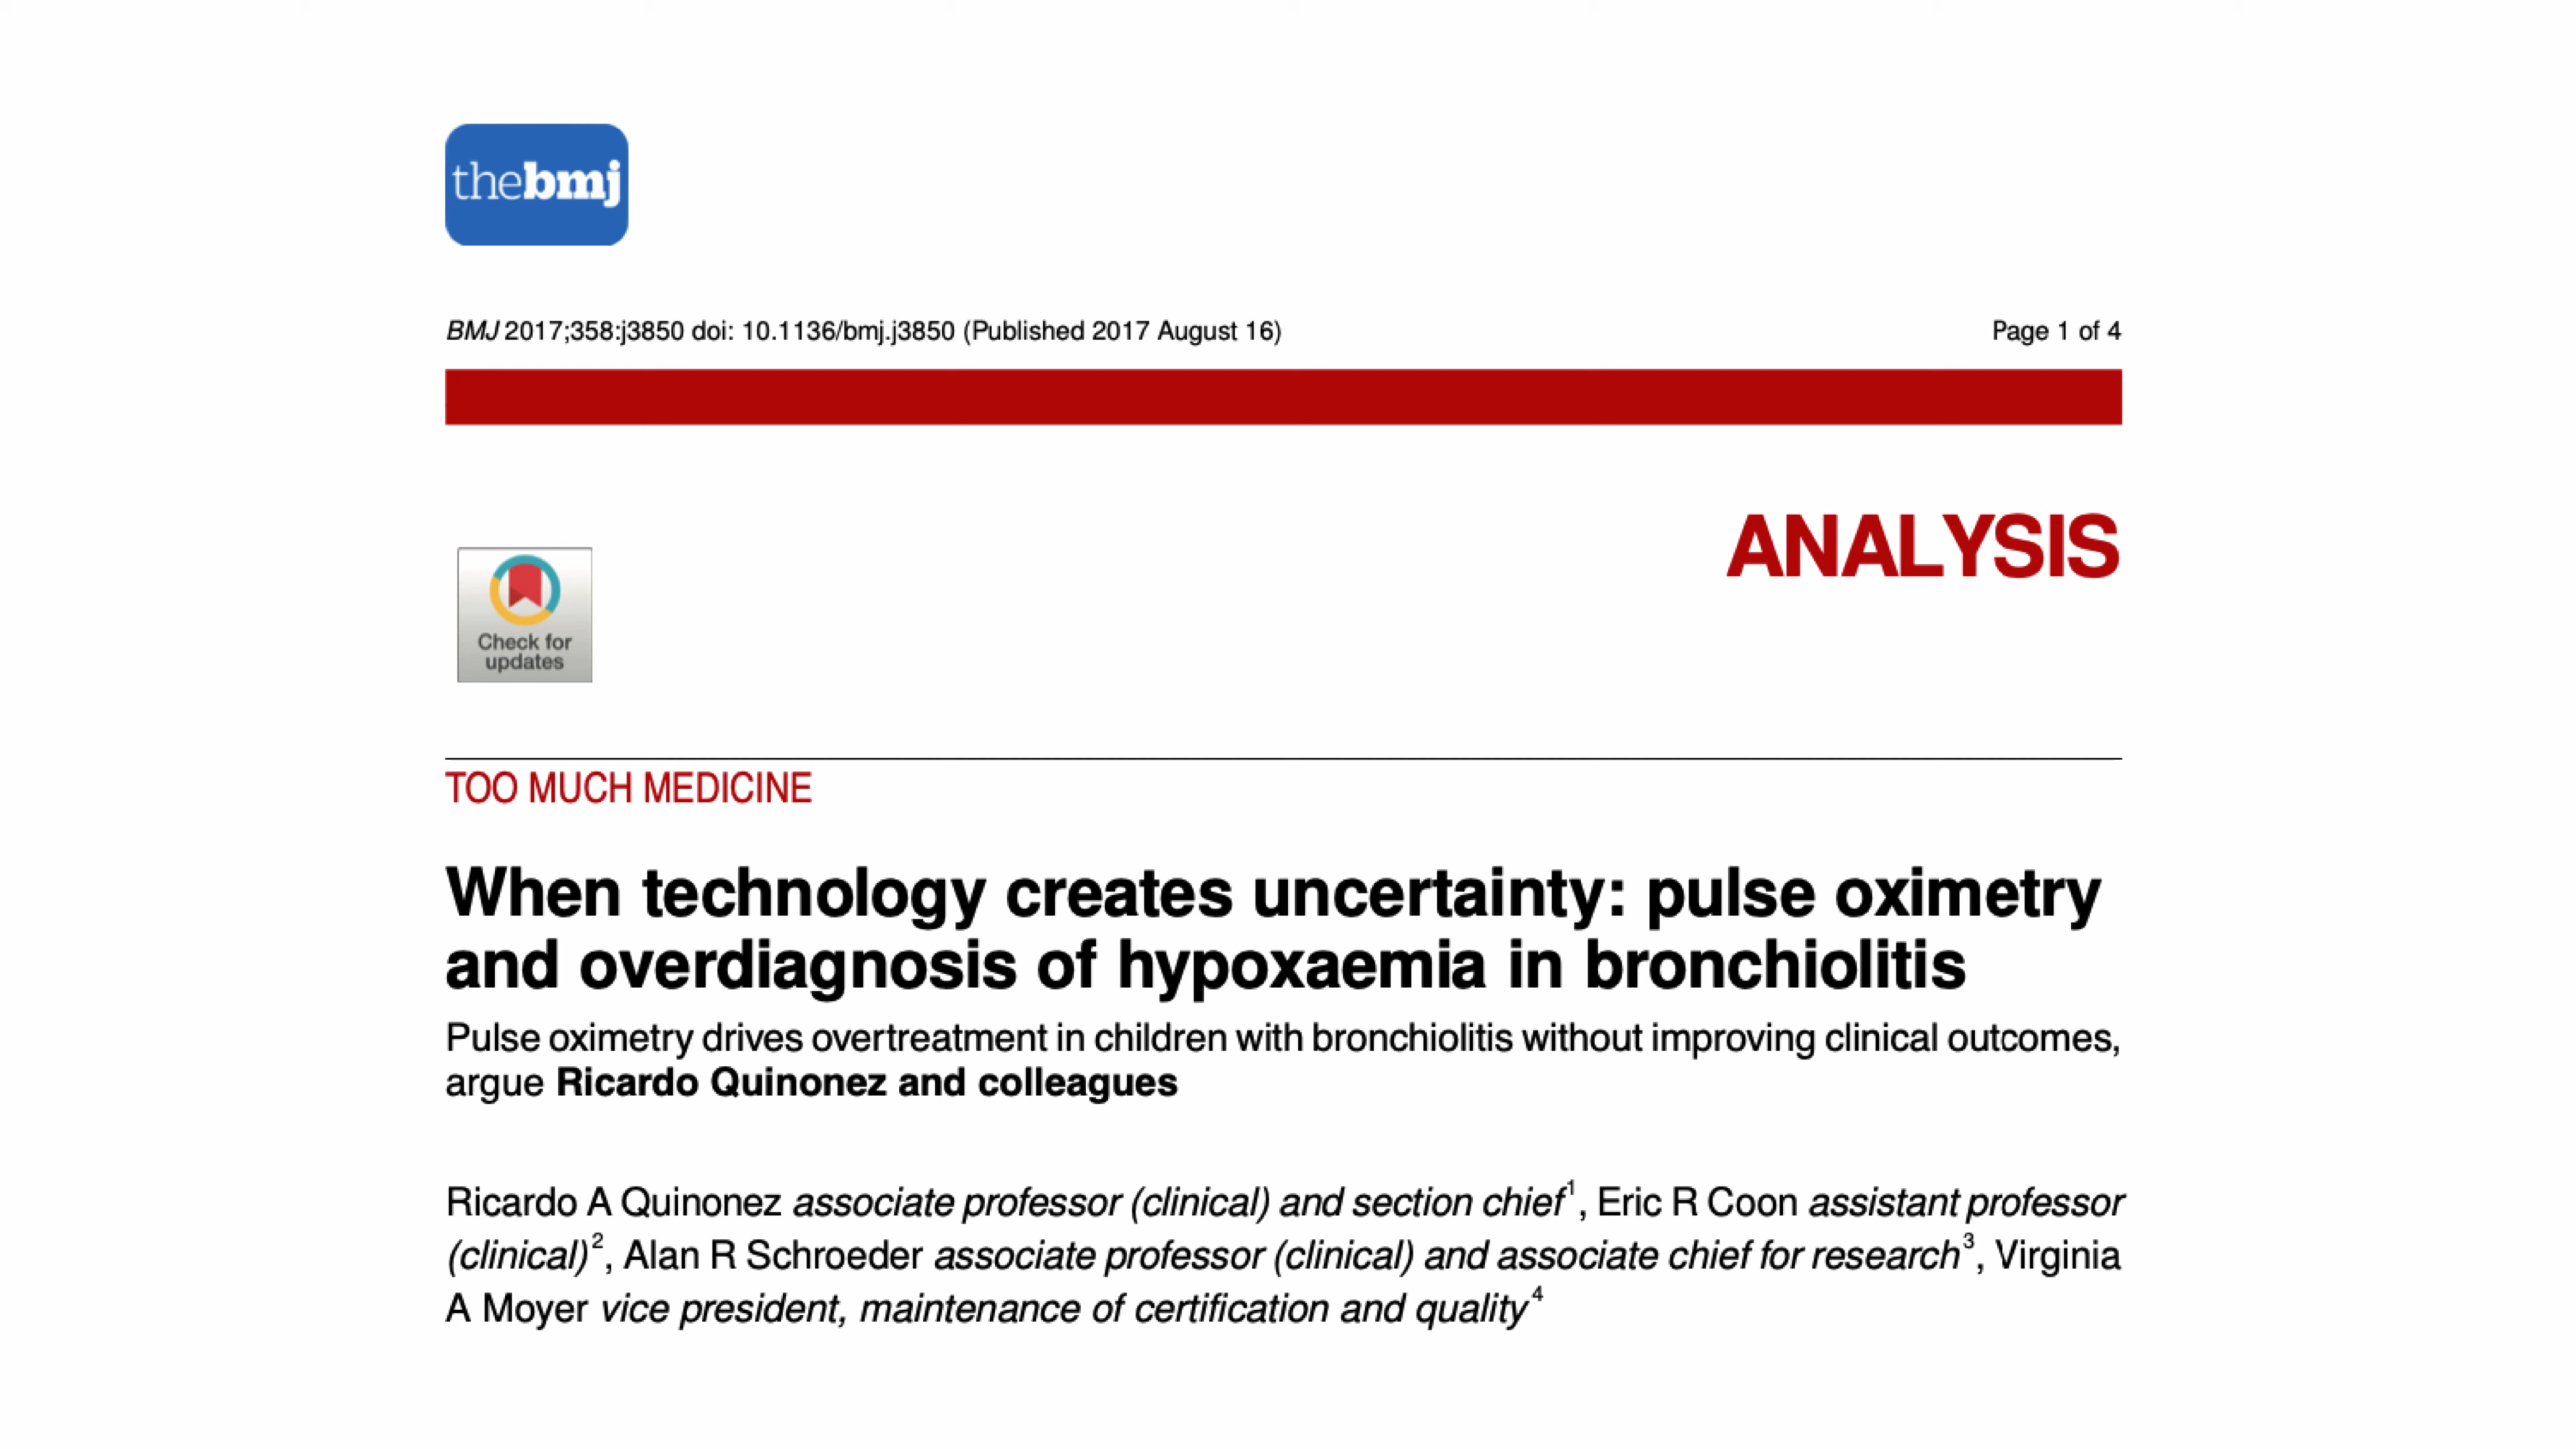 thebmj
BMJ 2017;358:j3850 doi: 10.1136/bmj.j3850 (Published 2017 August 16)
Page 1 of 4
ANALYSIS
Check for
updates
TOO MUCH MEDICINE
When technology creates uncertainty: pulse oximetry
and overdiagnosis of hypoxaemia in bronchiolitis
Pulse oximetry drives overtreatment in children with bronchiolitis without improving clinical outcomes,
argue Ricardo Quinonez and colleagues
Ricardo A Quinonez associate professor (clinical) and section chief¹, Eric R Coon assistant professor
(clinical)², Alan R Schroeder associate professor (clinical) and associate chief for research³, Virginia
A Moyer vice president, maintenance of certification and quality⁴